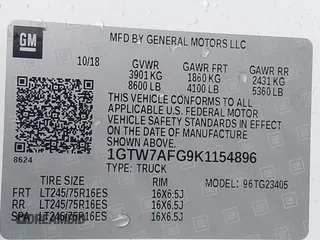 GM
MFD BY GENERAL MOTORS LLC
10/18 GVWR GAWR FRT GAWR RR
3901 KG 1860 KG 2431 KG
8600 LB 4100 LB 5360 LB
THIS VEHICLE CONFORMS TO ALL
APPLICABLE U.S. FEDERAL MOTOR
VEHICLE SAFETY STANDARDS IN
EFFECT ON THE DATE OF MANUFACTURE
SHOWN ABOVE.
8624 1GTW7AFG9K1154896
TYPE: TRUCK
TIRE SIZE RIM MODEL: 96TG23405
FRT LT245/75R16ES 16X6.5J
RR LT245/75R16ES 16X6.5J
SPA LT245/75R16ES 16X6.5J